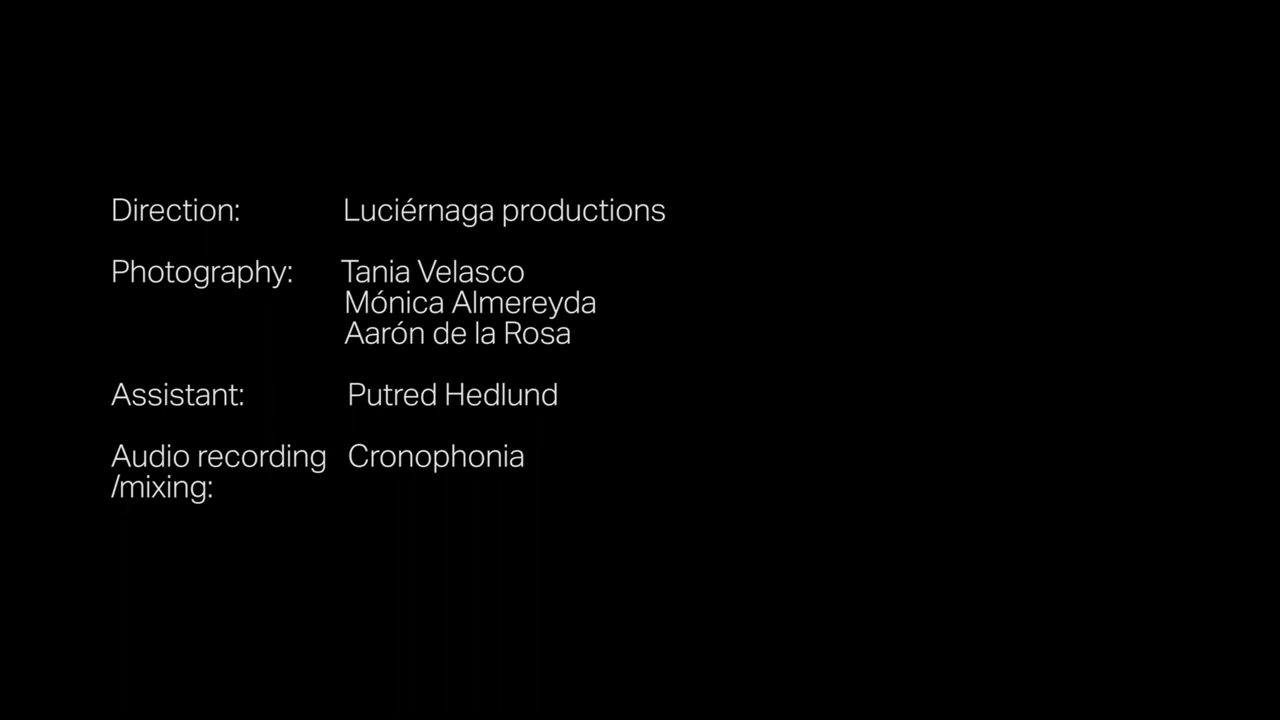 Direction: Luciérnaga productions
Photography: Tania Velasco
Mónica Almereyda
Aarón de la Rosa
Assistant: Putred Hedlund
Audio recording Cronophonia
/mixing: